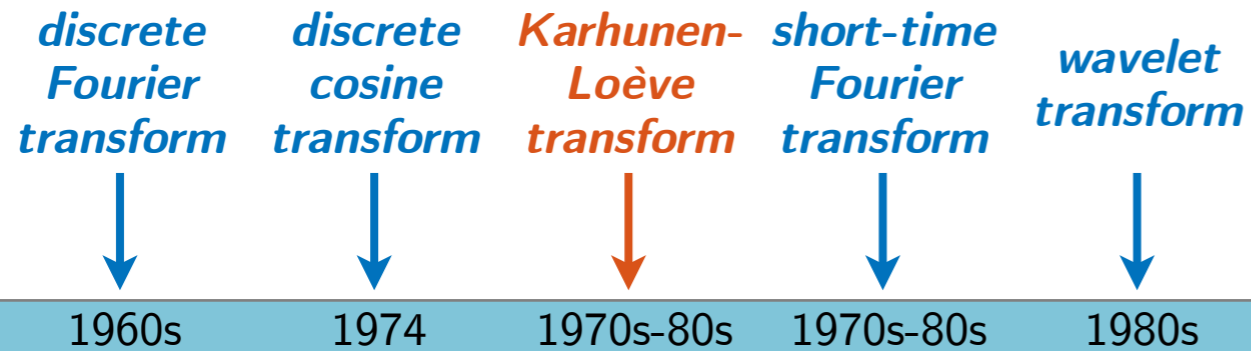 discrete
Fourier
transform
discrete
cosine
transform
Karhunen-
Loève
transform
short-time
Fourier
transform
wavelet
transform
1960s
1974
1970s-80s
1970s-80s
1980s